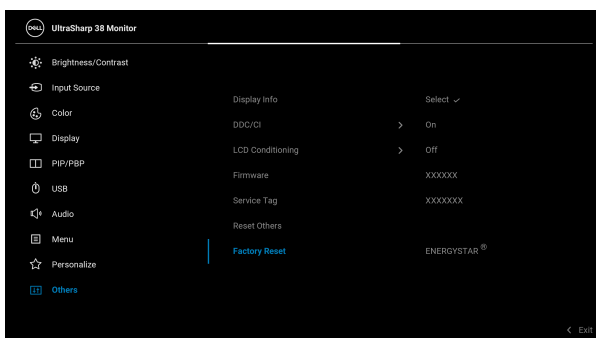 DELL UltraSharp 38 Monitor
Brightness/Contrast
Input Source
Color
Display
PIP/PBP
USB
Audio
Menu
Personalize
Others
Display Info Select ✓
DDC/CI > On
LCD Conditioning > Off
Firmware XXXXXX
Service Tag XXXXXXX
Reset Others
Factory Reset ENERGYSTAR ®
< Exit